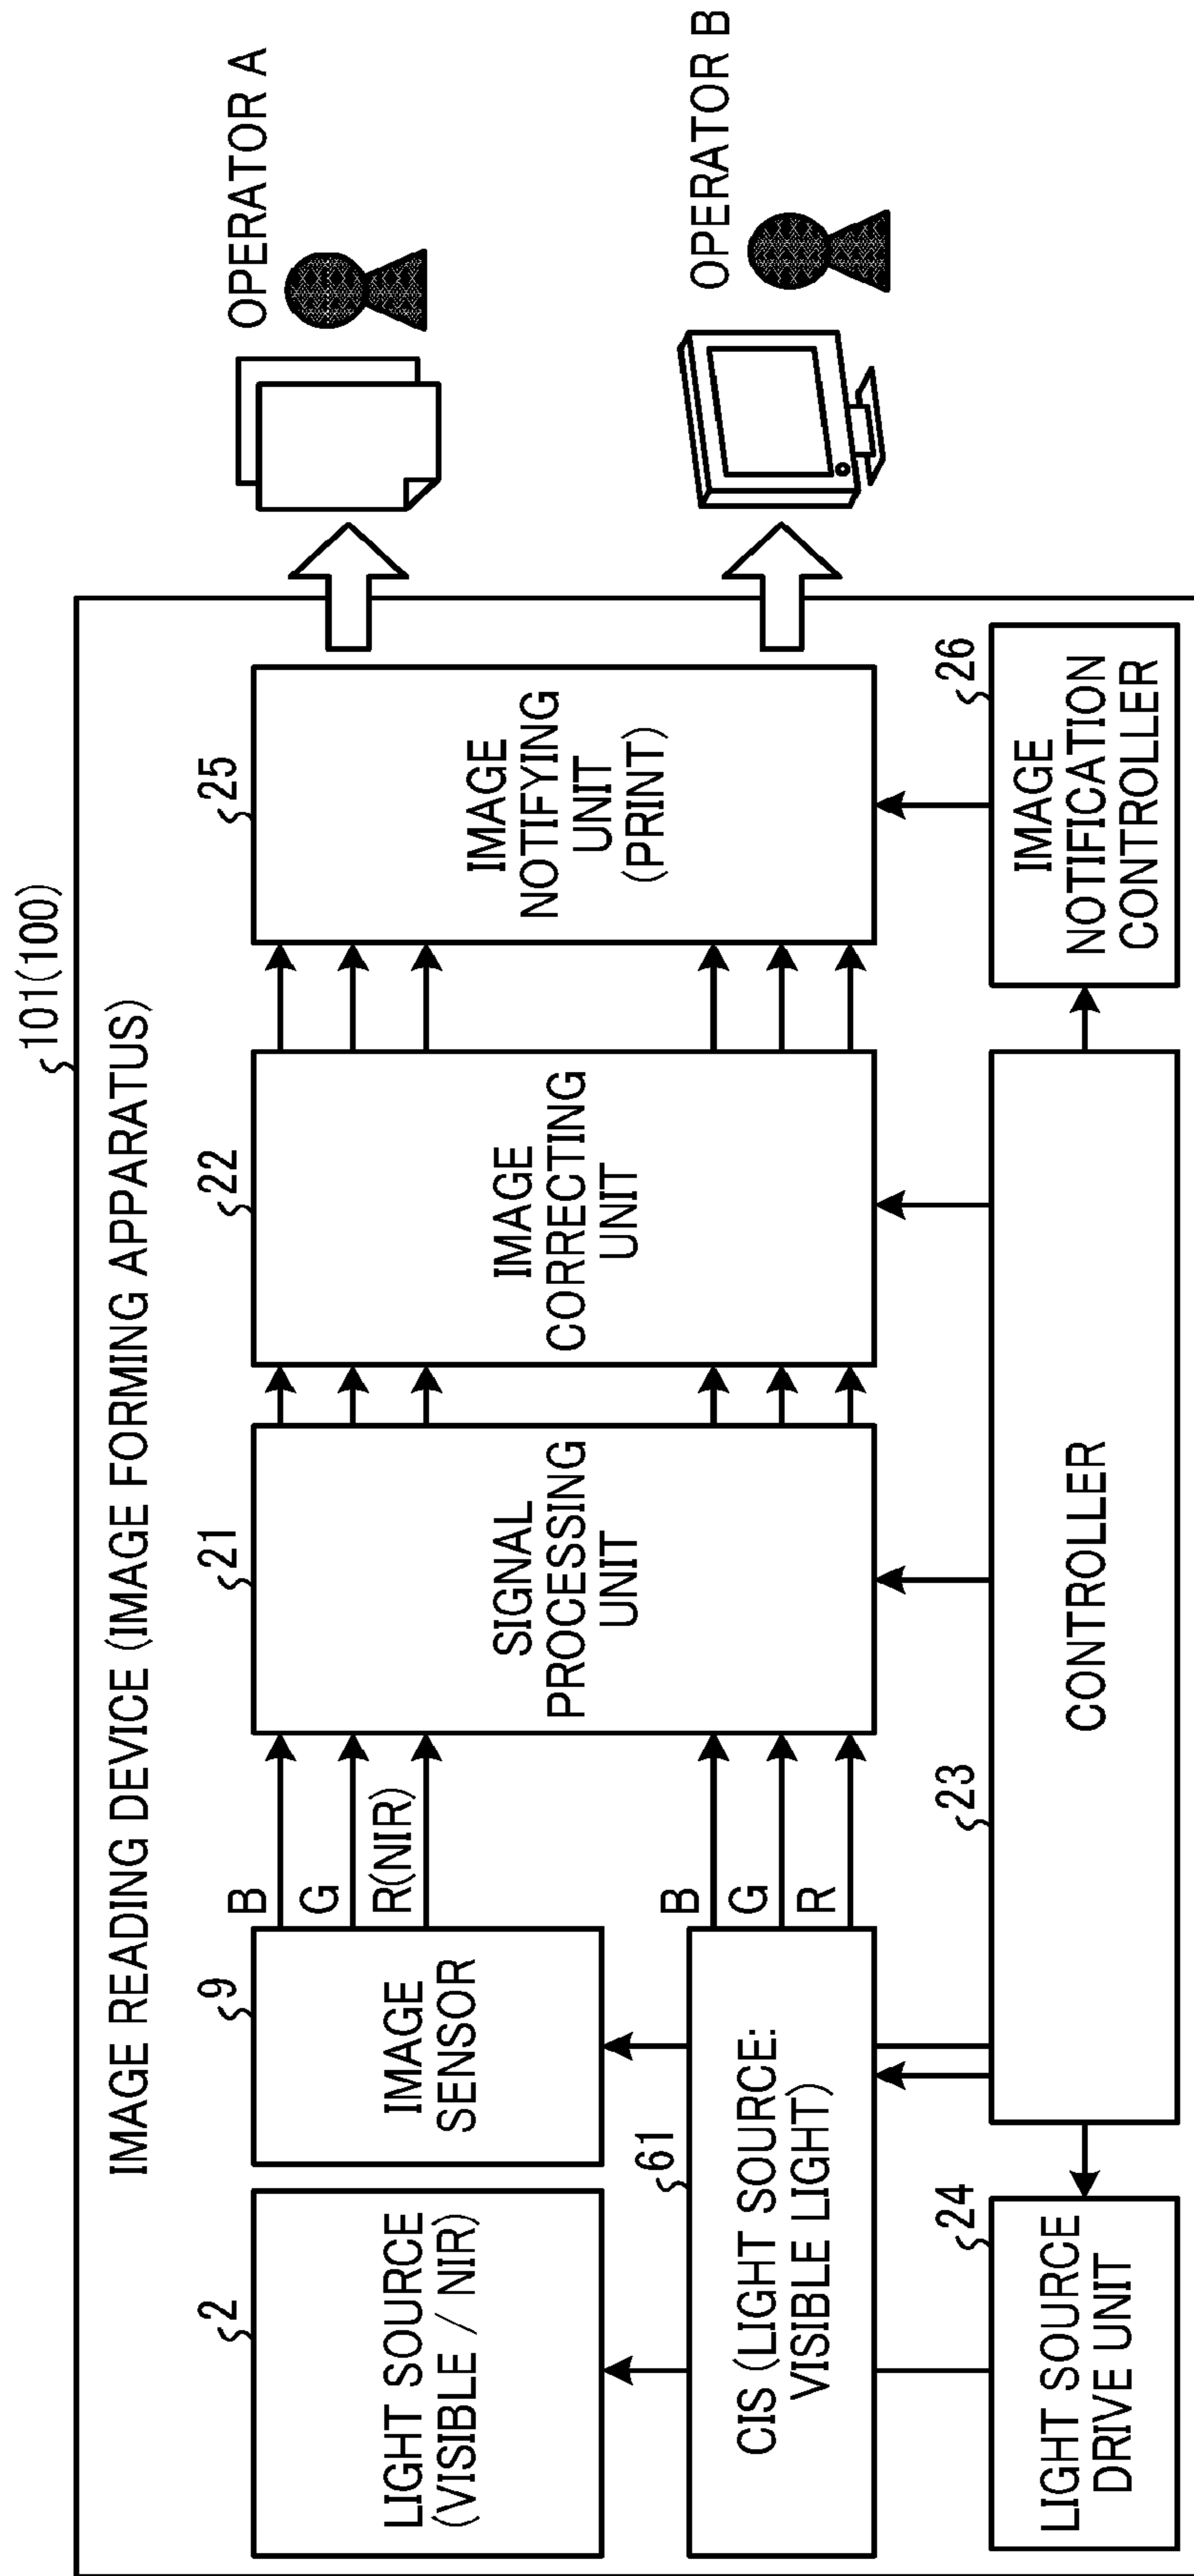 101(100)
IMAGE READING DEVICE (IMAGE FORMING APPARATUS)
2
LIGHT SOURCE
(VISIBLE / NIR)
9
IMAGE
SENSOR
B
G
R(NIR)
21
SIGNAL
PROCESSING
UNIT
22
IMAGE
CORRECTING
UNIT
25
IMAGE
NOTIFYING
UNIT
(PRINT)
OPERATOR A
61
CIS (LIGHT SOURCE:
VISIBLE LIGHT)
B
G
R
OPERATOR B
24
LIGHT SOURCE
DRIVE UNIT
23
CONTROLLER
26
IMAGE
NOTIFICATION
CONTROLLER